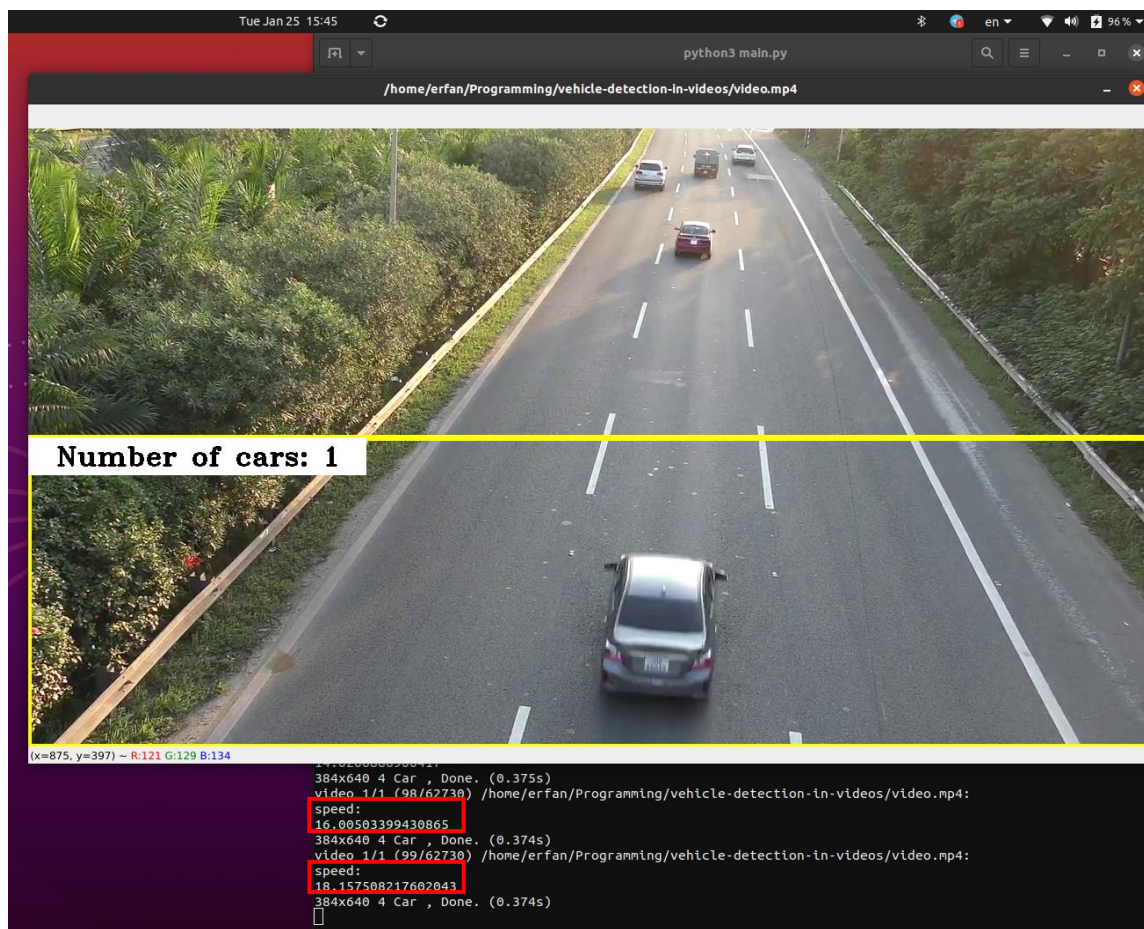 Tue Jan 25 15:45
en
96 %
python3 main.py
/home/erfan/Programming/vehicle-detection-in-videos/video.mp4
Number of cars: 1
(x=875, y=397) ~ R:121 G:129 B:134
384x640 4 Car , Done. (0.375s)
video 1/1 (98/62730) /home/erfan/Programming/vehicle-detection-in-videos/video.mp4:
speed:
16.00503399430865
384x640 4 Car , Done. (0.374s)
video 1/1 (99/62730) /home/erfan/Programming/vehicle-detection-in-videos/video.mp4:
speed:
18.157508217602043
384x640 4 Car , Done. (0.374s)